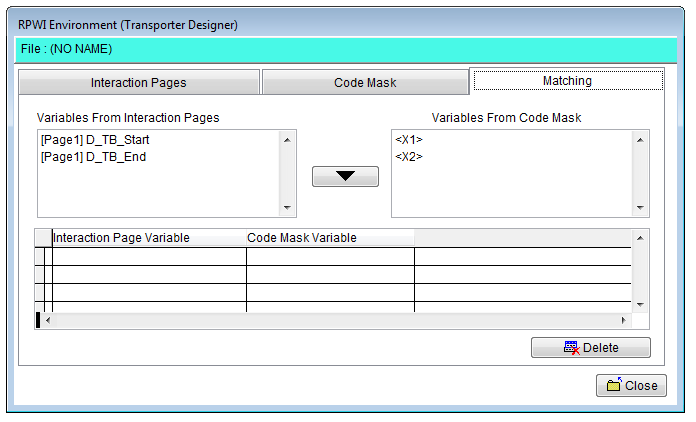 RPWI Environment (Transporter Designer)
File : (NO NAME)
Interaction Pages
Code Mask
Matching
Variables From Interaction Pages
Variables From Code Mask
[Page1] D_TB_Start
[Page1] D_TB_End
<X1>
<X2>
Interaction Page Variable
Code Mask Variable
Delete
Close